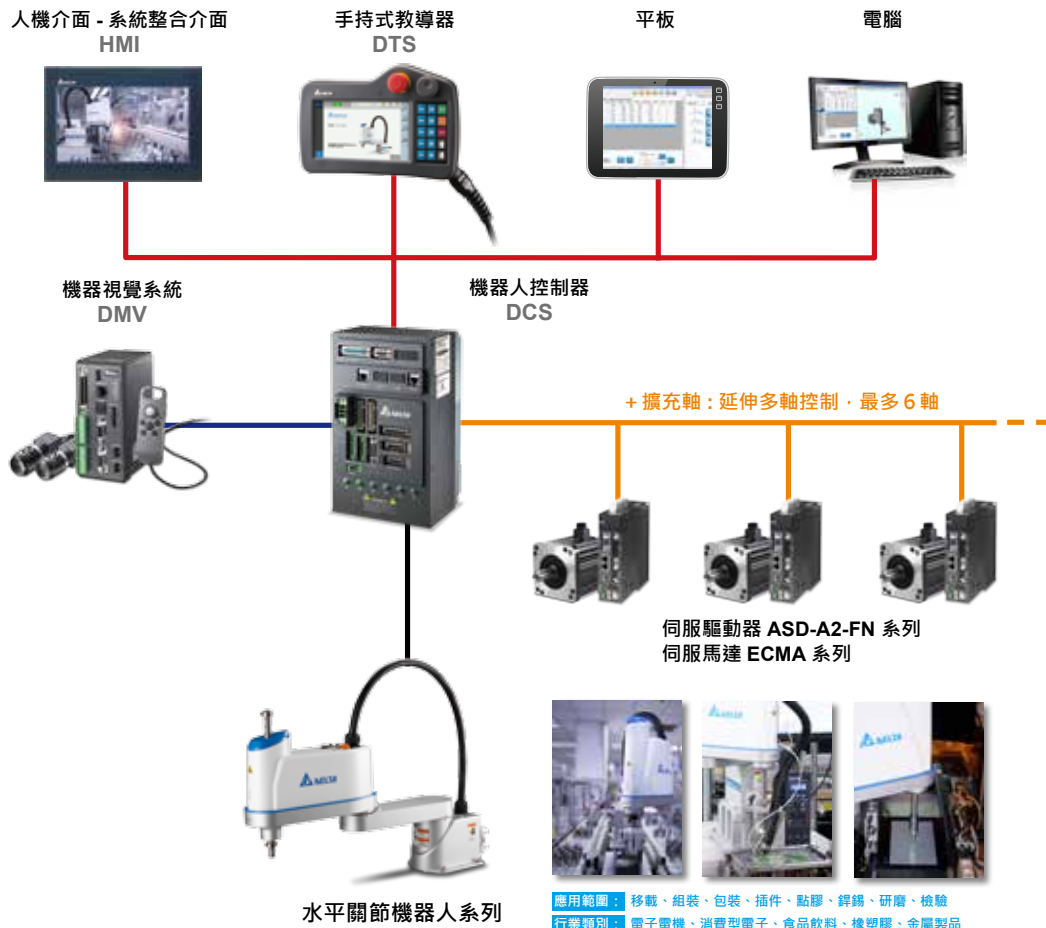 人機介面 - 系統整合介面
HMI
手持式教導器
DTS
平板
電腦
機器視覺系統
DMV
機器人控制器
DCS
DELTA
+ 擴充軸 : 延伸多軸控制，最多 6 軸
伺服驅動器 ASD-A2-FN 系列
伺服馬達 ECMA 系列
DELTA
DELTA
DELTA
水平關節機器人系列
應用範圍： 移載、組裝、包裝、插件、點膠、銲錫、研磨、檢驗
行業類別： 電子電機、消費型電子、食品飲料、橡塑膠、金屬製品